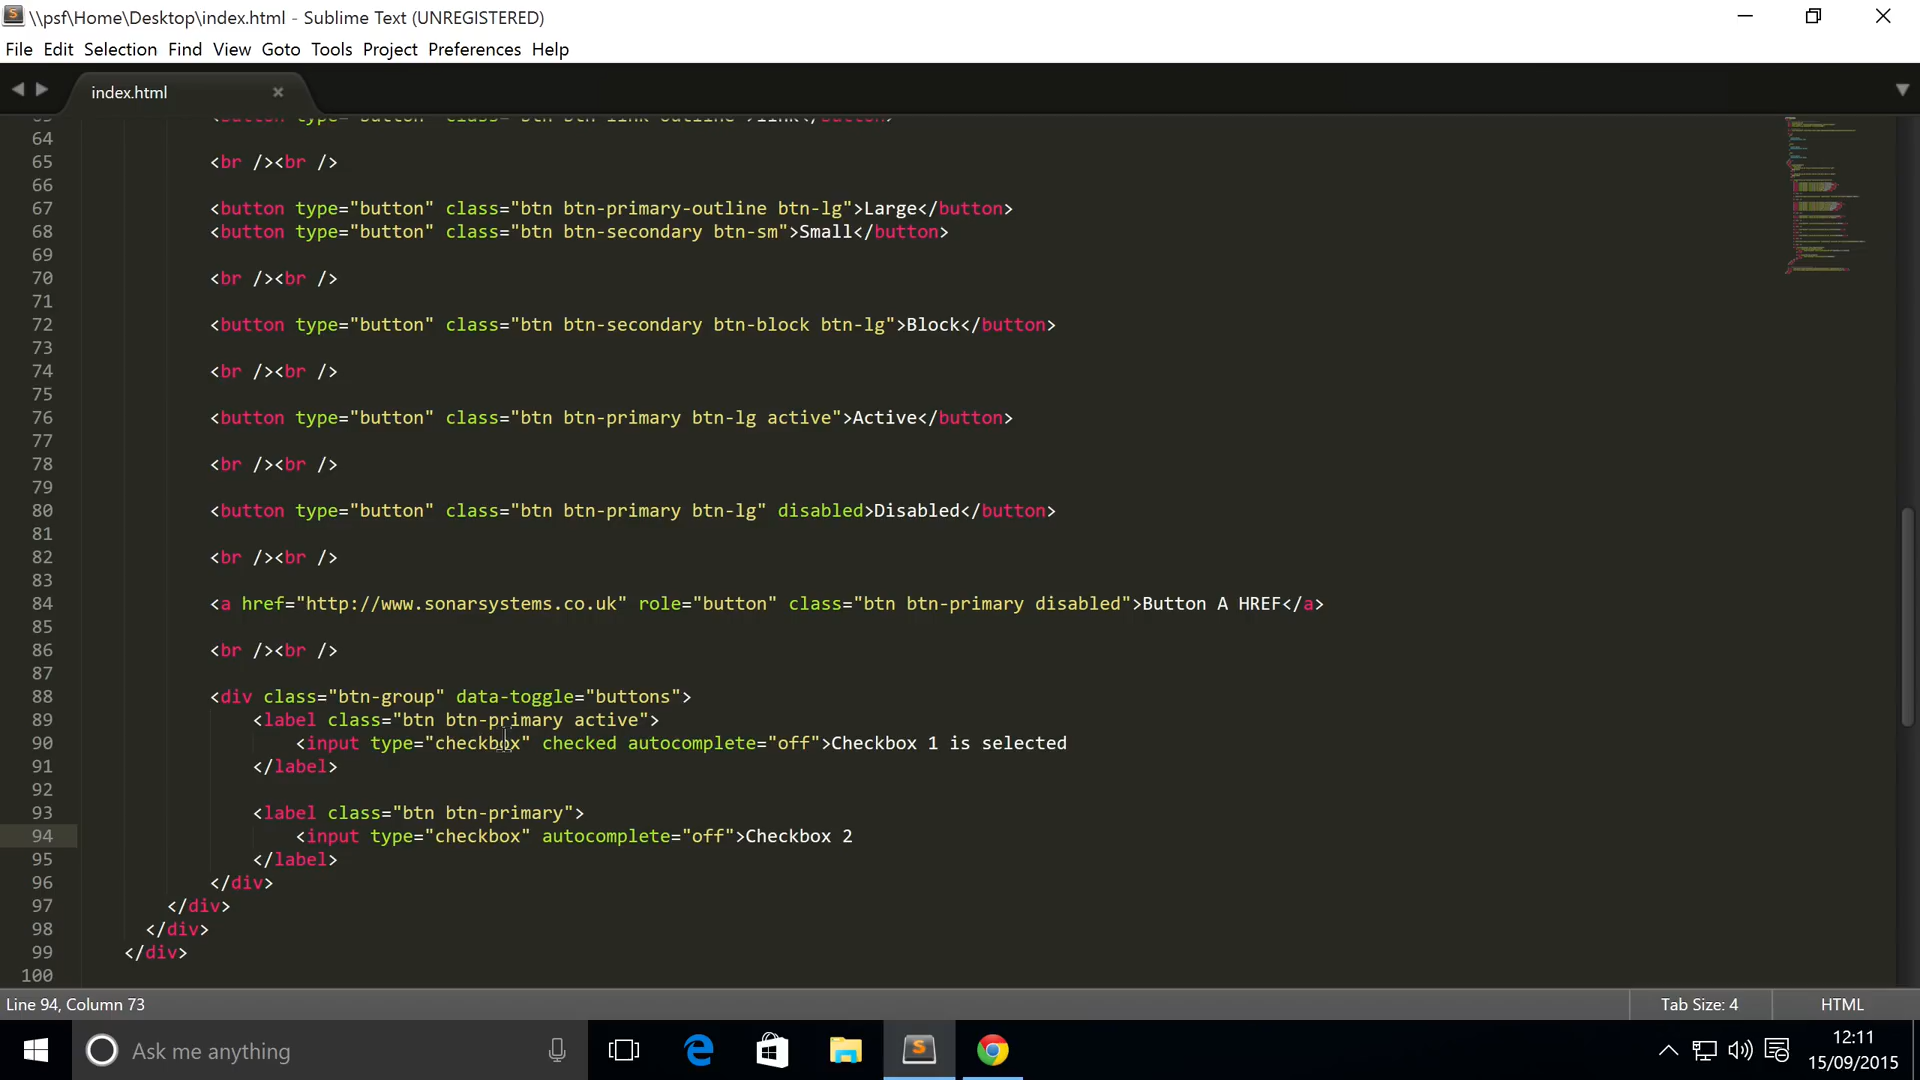 \\psf\Home\Desktop\index.html - Sublime Text (UNREGISTERED)
File Edit Selection Find View Goto Tools Project Preferences Help
index.html
64
65 <br /><br />
66
67 <button type="button" class="btn btn-primary-outline btn-lg">Large</button>
68 <button type="button" class="btn btn-secondary btn-sm">Small</button>
69
70 <br /><br />
71
72 <button type="button" class="btn btn-secondary btn-block btn-lg">Block</button>
73
74 <br /><br />
75
76 <button type="button" class="btn btn-primary btn-lg active">Active</button>
77
78 <br /><br />
79
80 <button type="button" class="btn btn-primary btn-lg" disabled>Disabled</button>
81
82 <br /><br />
83
84 <a href="http://www.sonarsystems.co.uk" role="button" class="btn btn-primary disabled">Button A HREF</a>
85
86 <br /><br />
87
88 <div class="btn-group" data-toggle="buttons">
89 <label class="btn btn-primary active">
90 <input type="checkbox" checked autocomplete="off">Checkbox 1 is selected
91 </label>
92
93 <label class="btn btn-primary">
94 <input type="checkbox" autocomplete="off">Checkbox 2
95 </label>
96 </div>
97 </div>
98 </div>
99 </div>
100
Line 94, Column 73 Tab Size: 4 HTML
Ask me anything
12:11
15/09/2015